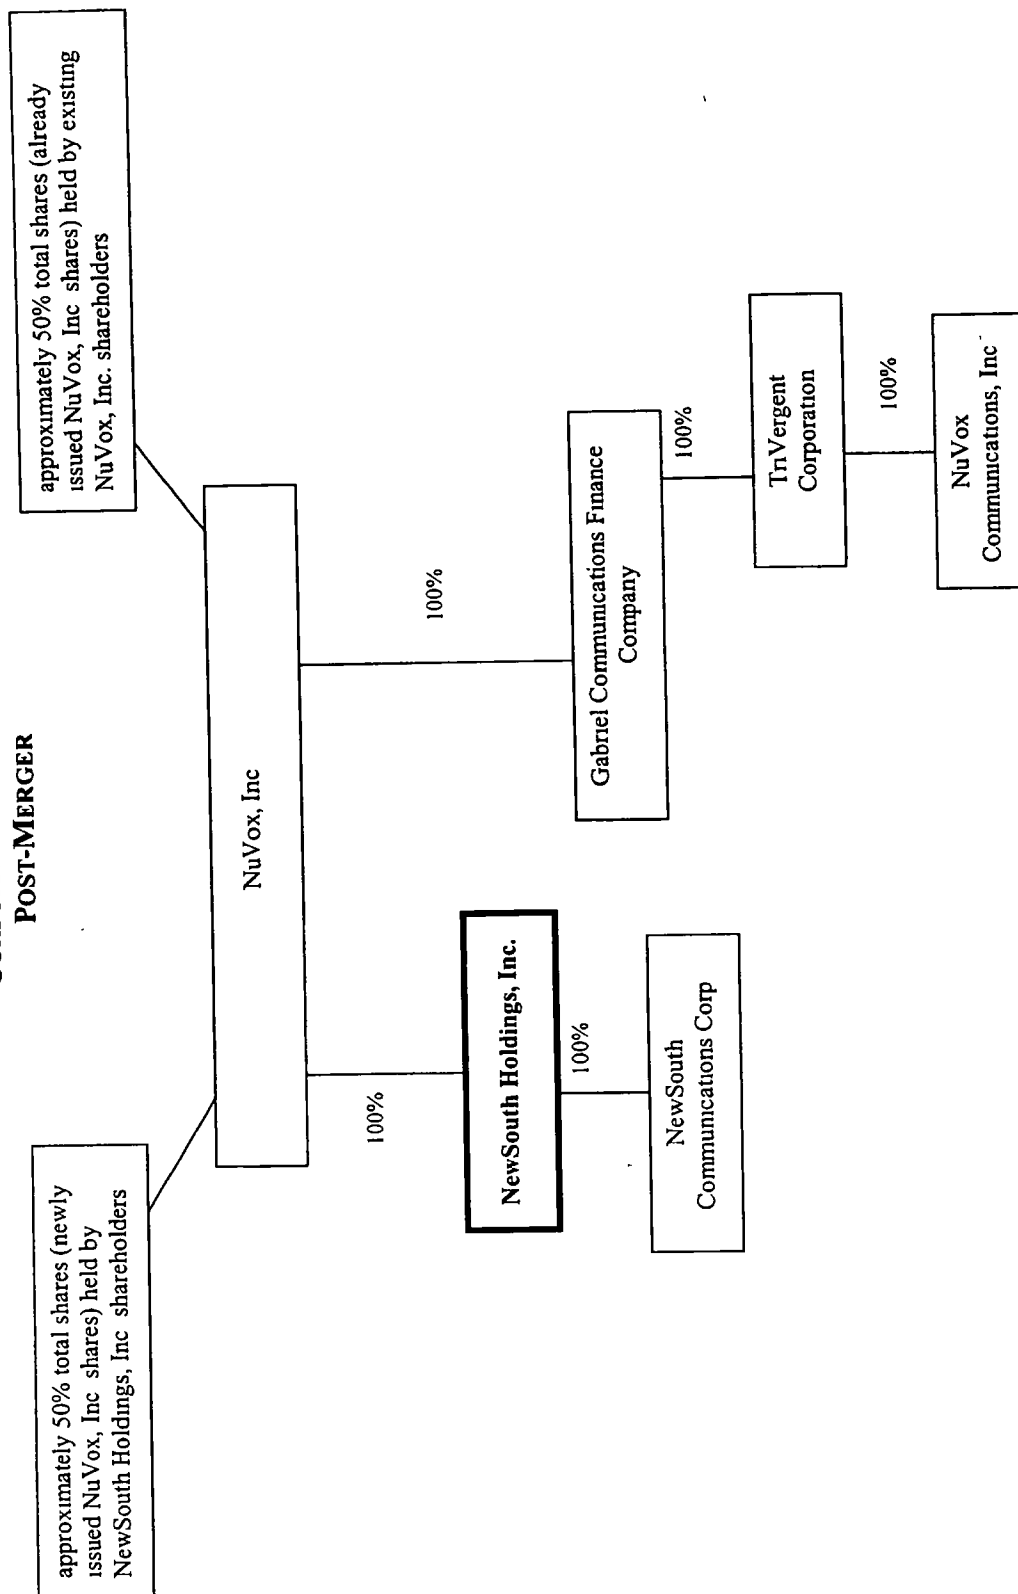 POST-MERGER
approximately 50% total shares (newly
issued NuVox, Inc shares) held by
NewSouth Holdings, Inc shareholders
approximately 50% total shares (already
issued NuVox, Inc shares) held by existing
NuVox, Inc. shareholders
NuVox, Inc
100%
100%
NewSouth Holdings, Inc.
Gabriel Communications Finance
Company
100%
100%
NewSouth
Communications Corp
TriVergent
Corporation
100%
NuVox
Communications, Inc